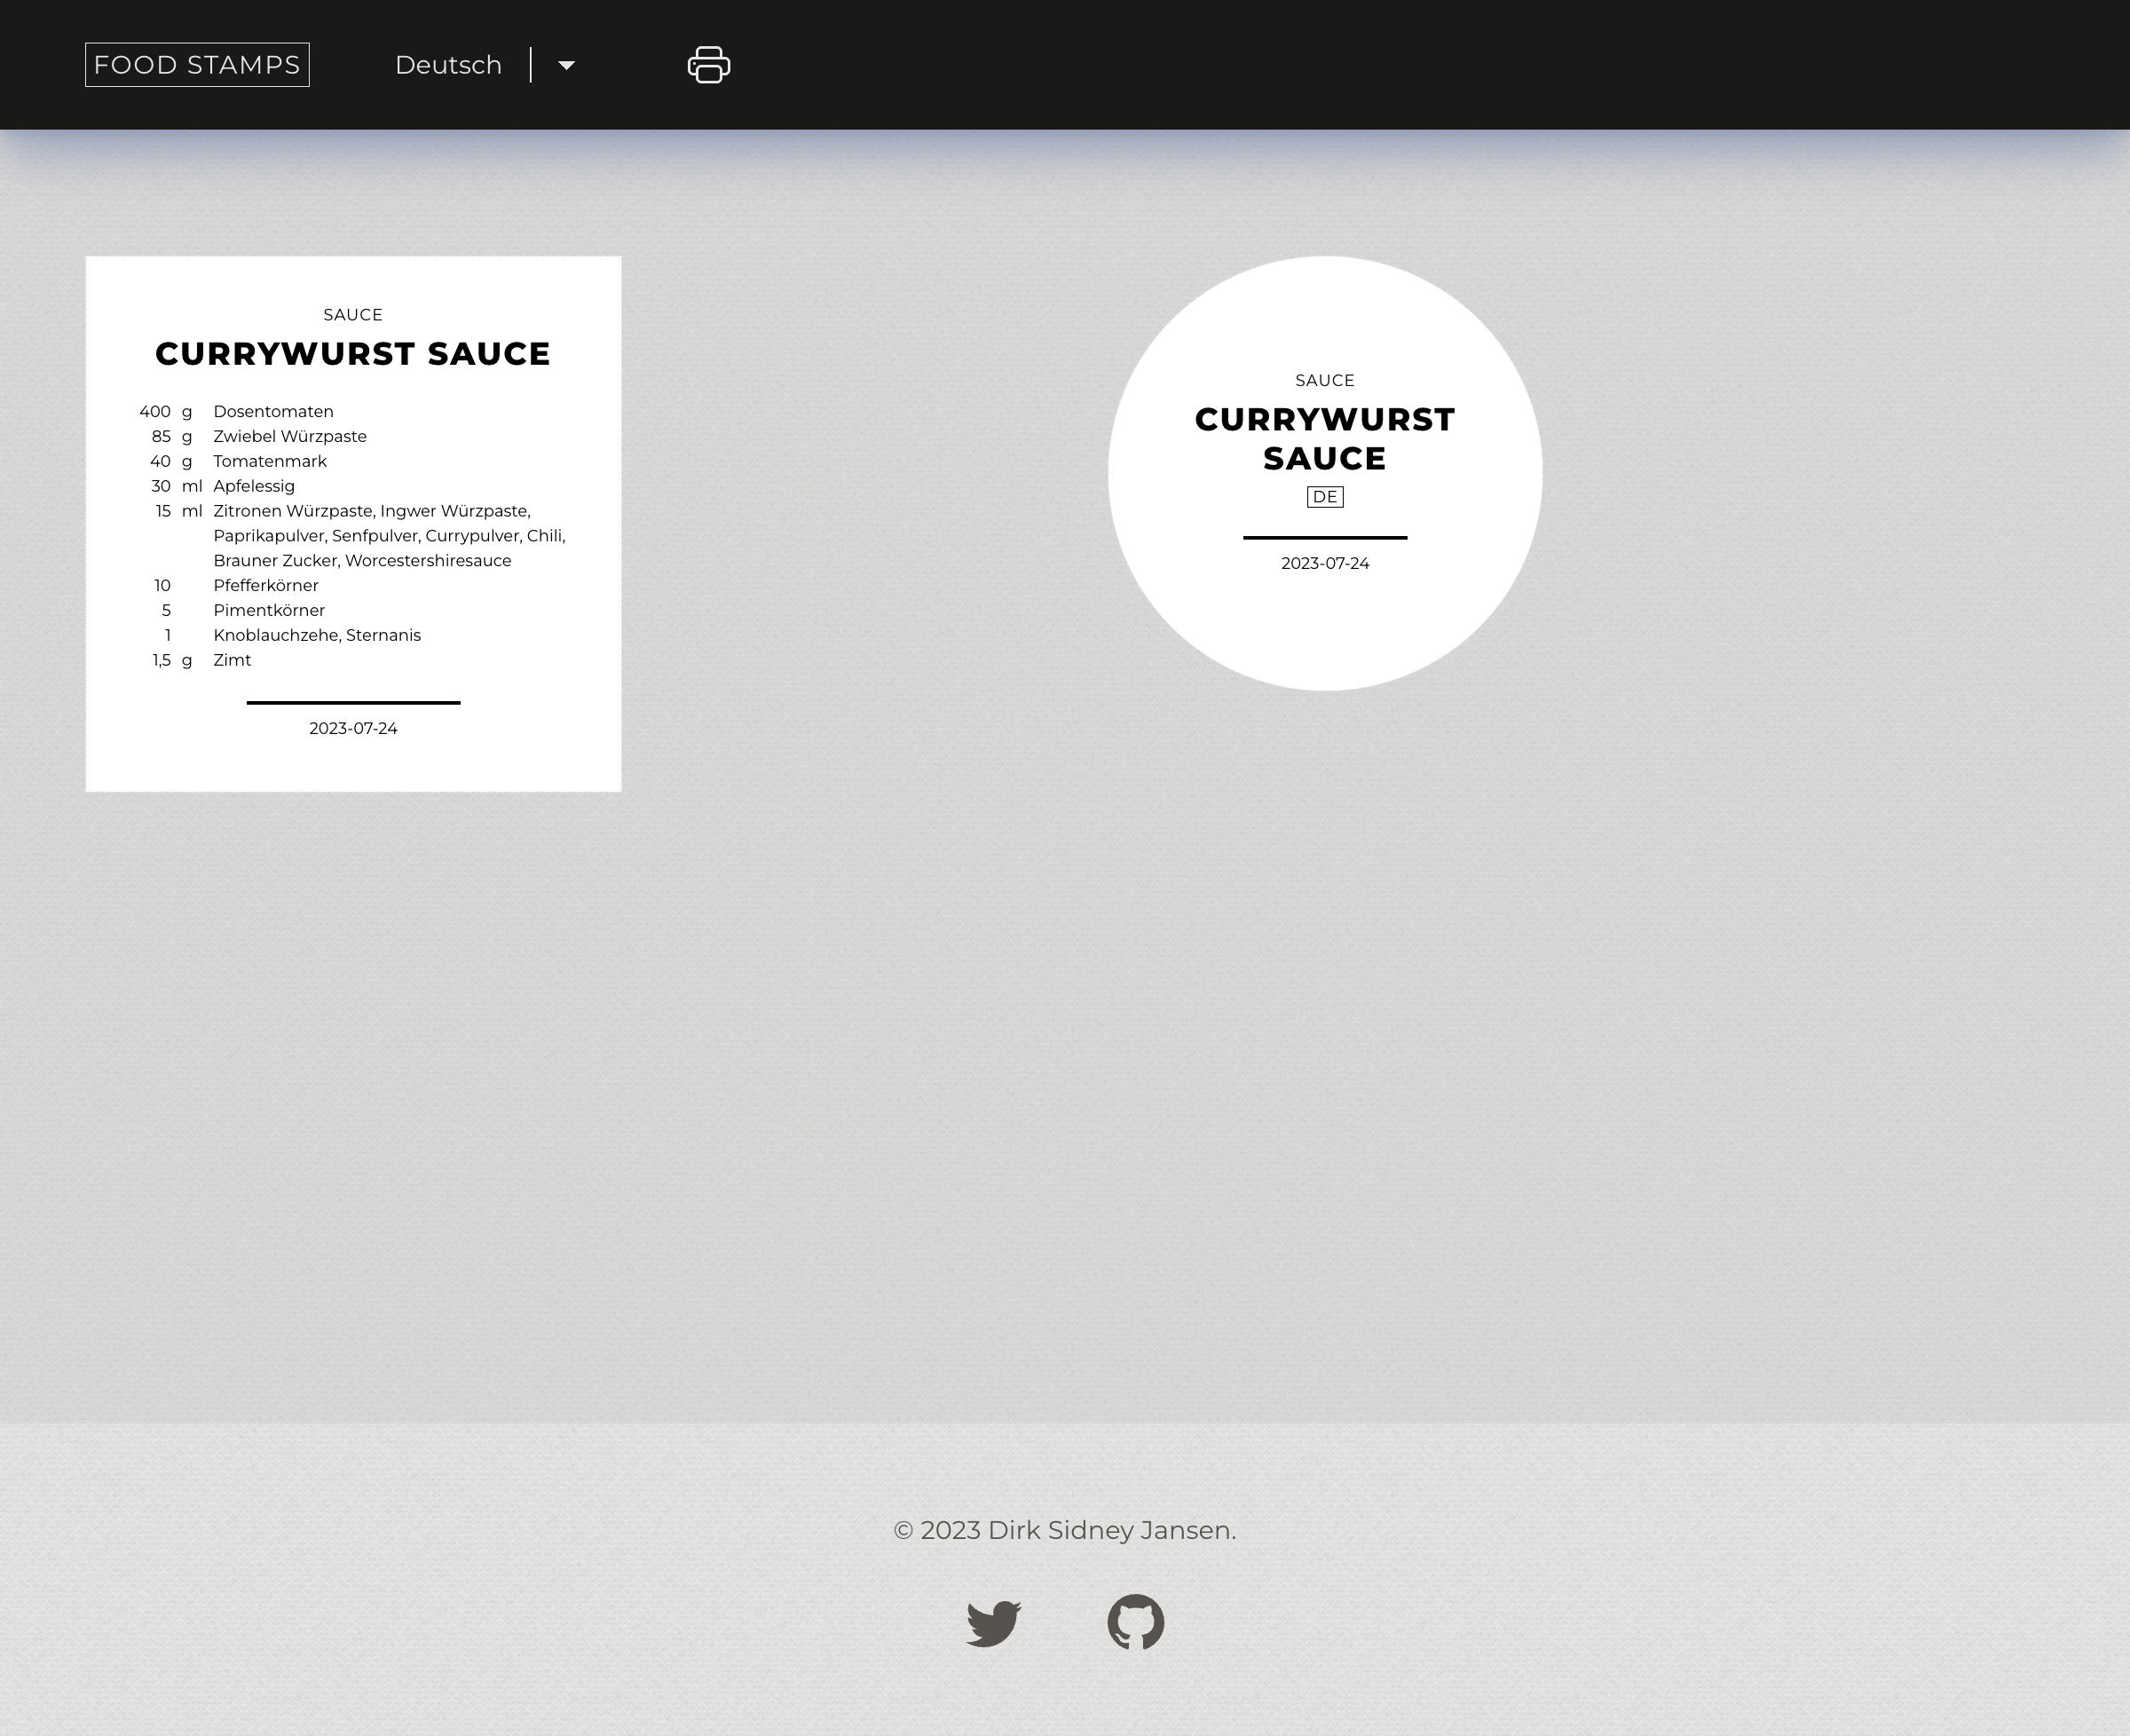 FOOD STAMPS
Deutsch
SAUCE
CURRYWURST SAUCE
400 g Dosentomaten
85 g Zwiebel Würzpaste
40 g Tomatenmark
30 ml Apfelessig
15 ml Zitronen Würzpaste, Ingwer Würzpaste,
Paprikapulver, Senfpulver, Currypulver, Chili,
Brauner Zucker, Worcestershiresauce
10 Pfefferkörner
5 Pimentkörner
1 Knoblauchzehe, Sternanis
1,5 g Zimt
2023-07-24
SAUCE
CURRYWURST
SAUCE
DE
2023-07-24
© 2023 Dirk Sidney Jansen.